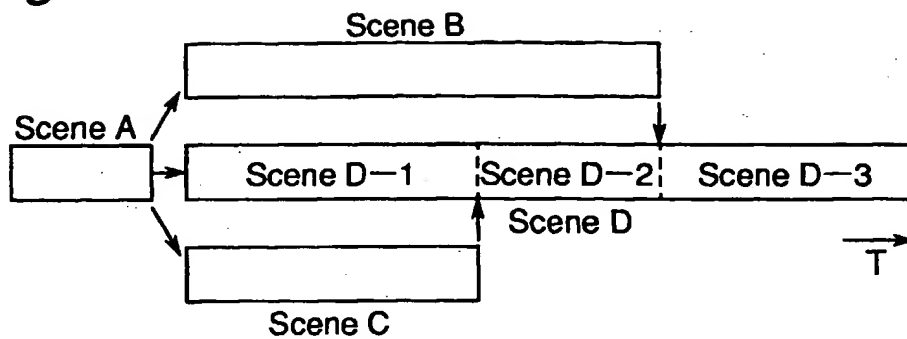 Scene B
Scene A
Scene D—1
Scene D—2
Scene D—3
Scene D
T
Scene C